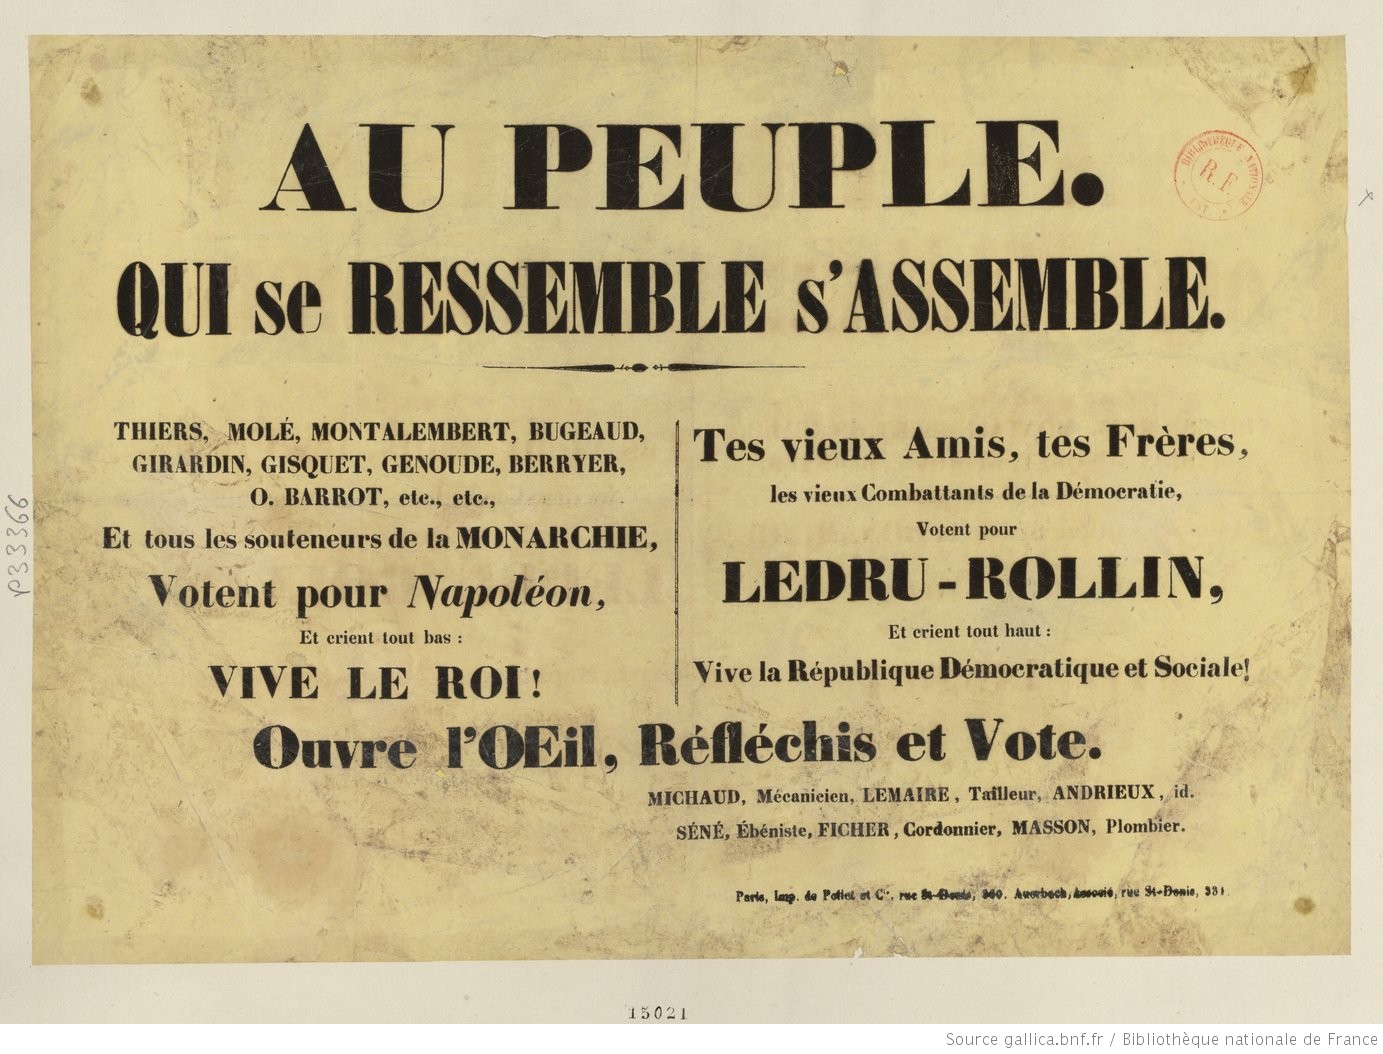 AU PEUPLE.
QUI se RESSEMBLE s'ASSEMBLE.
THIERS, MOLÉ, MONTALEMBERT, BUGEAUD,
GIRARDIN, GISQUET, GENOUDE, BERRYER,
O. BARROT, etc., etc.,
Et tous les souteneurs de la MONARCHIE,
Votent pour Napoléon,
Et crient tout bas :
VIVE LE ROI !
Tes vieux Amis, tes Frères,
les vieux Combattants de la Démocratie,
Votent pour
LEDRU-ROLLIN,
Et crient tout haut :
Vive la République Démocratique et Sociale!
Ouvre l'OEil, Réfléchis et Vote.
MICHAUD, Mécanicien, LEMAIRE, Tailleur, ANDRIEUX, id.
SÉNÉ, Ébéniste, FICHER, Cordonnier, MASSON, Plombier.
Paris, Imp. de Pollet et Cie. rue St-Denis, 380. Auerbach, Associé, rue St-Denis, 331
BIBLIOTHÈQUE NATIONALE
R.F.
EST
P33366
15021
Source gallica.bnf.fr / Bibliothèque nationale de France